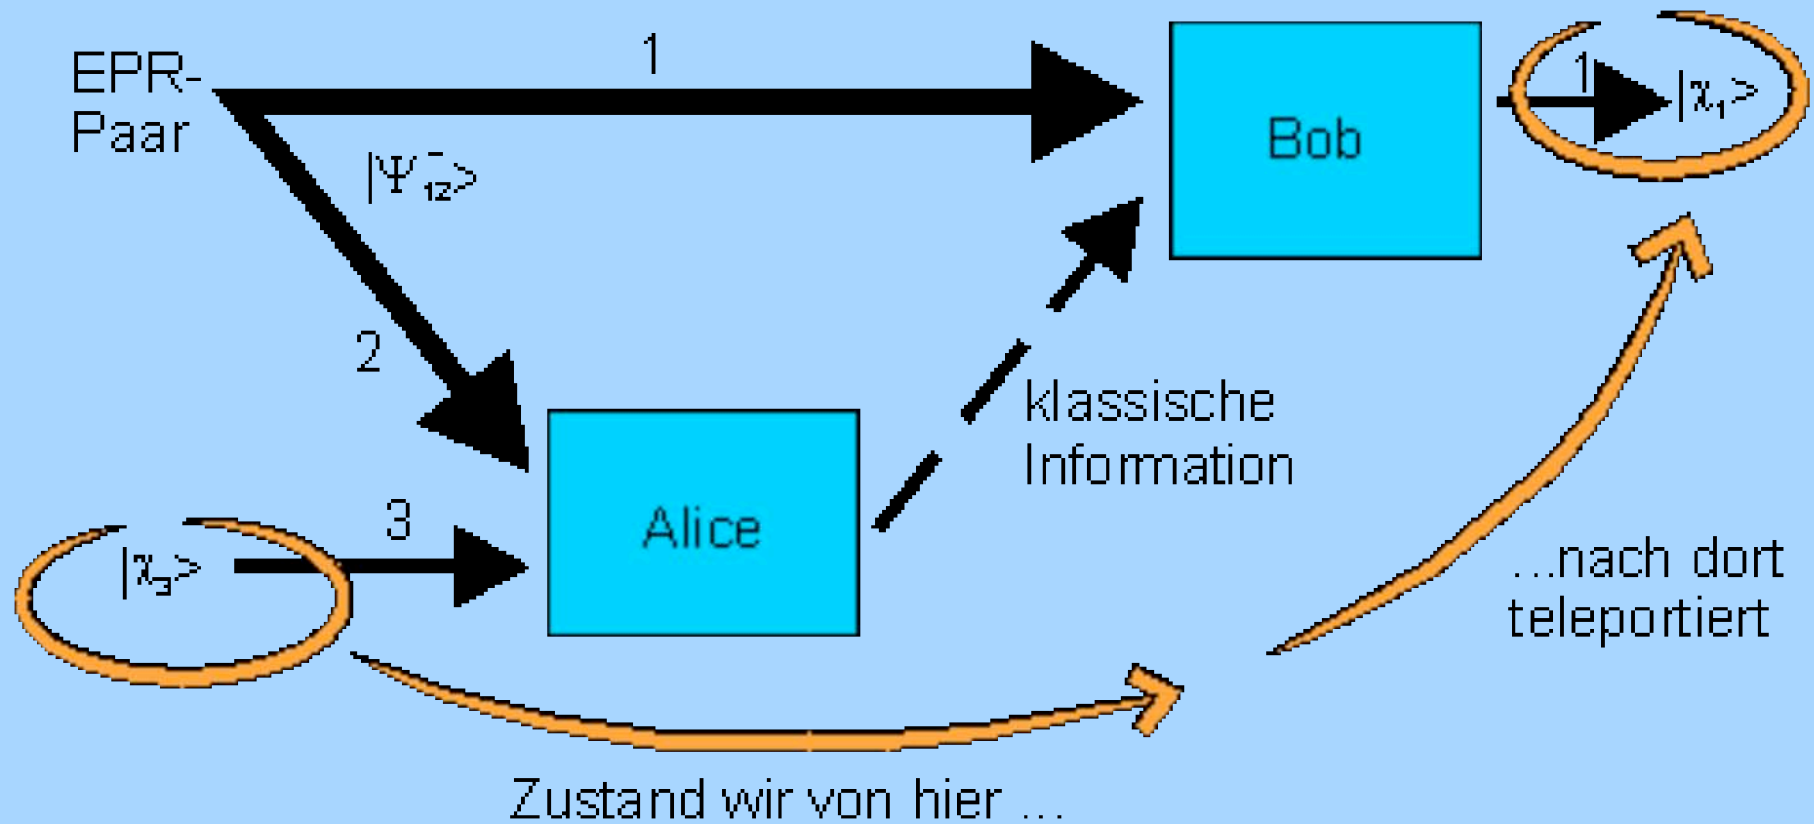 EPR-
Paar
1
|Ψ⁻₁₂>
2
Bob
1
|χ₁>
klassische
Information
3
|χ₃>
Alice
...nach dort
teleportiert
Zustand wir von hier ...